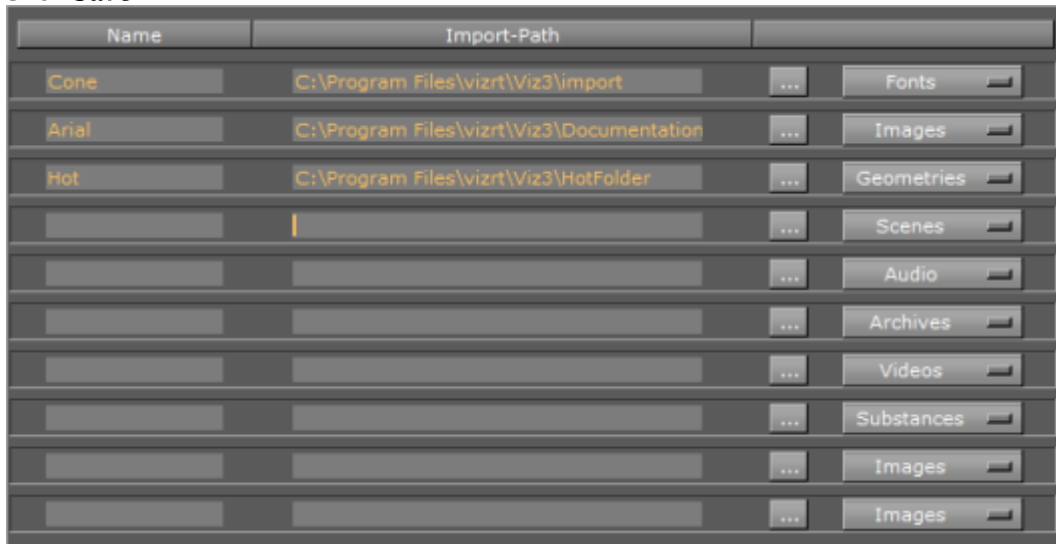 Name Import-Path
Cone C:\Program Files\vizrt\Viz3\import ... Fonts
Arial C:\Program Files\vizrt\Viz3\Documentation ... Images
Hot C:\Program Files\vizrt\Viz3\HotFolder ... Geometries
... Scenes
... Audio
... Archives
... Videos
... Substances
... Images
... Images